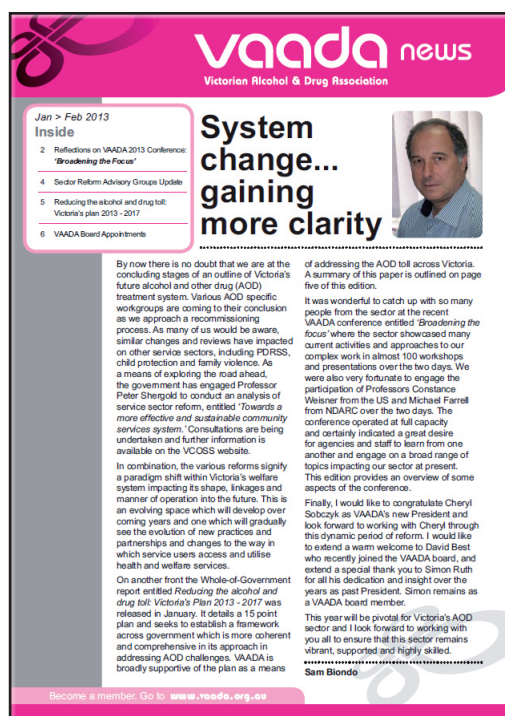 vaada news
Victorian Alcohol & Drug Association
Jan > Feb 2013
Inside
2 Reflections on VAADA 2013 Conference:
'Broadening the Focus'
4 Sector Reform Advisory Groups Update
5 Reducing the alcohol and drug toll:
Victoria's plan 2013 - 2017
6 VAADA Board Appointments
System
change...
gaining
more clarity
By now there is no doubt that we are at the
concluding stages of an outline of Victoria's
future alcohol and other drug (AOD)
treatment system. Various AOD specific
workgroups are coming to their conclusion
as we approach a recommissioning
process. As many of us would be aware,
similar changes and reviews have impacted
on other service sectors, including PDRSS,
child protection and family violence. As
a means of exploring the road ahead,
the government has engaged Professor
Peter Shergold to conduct an analysis of
service sector reform, entitled 'Towards a
more effective and sustainable community
services system.' Consultations are being
undertaken and further information is
available on the VCOSS website.
In combination, the various reforms signify
a paradigm shift within Victoria's welfare
system impacting its shape, linkages and
manner of operation into the future. This is
an evolving space which will develop over
coming years and one which will gradually
see the evolution of new practices and
partnerships and changes to the way in
which service users access and utilise
health and welfare services.
On another front the Whole-of-Government
report entitled Reducing the alcohol and
drug toll: Victoria's Plan 2013 - 2017 was
released in January. It details a 15 point
plan and seeks to establish a framework
across government which is more coherent
and comprehensive in its approach in
addressing AOD challenges. VAADA is
broadly supportive of the plan as a means
of addressing the AOD toll across Victoria.
A summary of this paper is outlined on page
five of this edition.
It was wonderful to catch up with so many
people from the sector at the recent
VAADA conference entitled 'Broadening the
focus' where the sector showcased many
current activities and approaches to our
complex work in almost 100 workshops
and presentations over the two days. We
were also very fortunate to engage the
participation of Professors Constance
Weisner from the US and Michael Farrell
from NDARC over the two days. The
conference operated at full capacity
and certainly indicated a great desire
for agencies and staff to learn from one
another and engage on a broad range of
topics impacting our sector at present.
This edition provides an overview of some
aspects of the conference.
Finally, I would like to congratulate Cheryl
Sobczyk as VAADA's new President and
look forward to working with Cheryl through
this dynamic period of reform. I would like
to extend a warm welcome to David Best
who recently joined the VAADA board, and
extend a special thank you to Simon Ruth
for all his dedication and insight over the
years as past President. Simon remains as
a VAADA board member.
This year will be pivotal for Victoria's AOD
sector and I look forward to working with
you all to ensure that this sector remains
vibrant, supported and highly skilled.
Sam Biondo
Become a member. Go to www.vaada.org.au